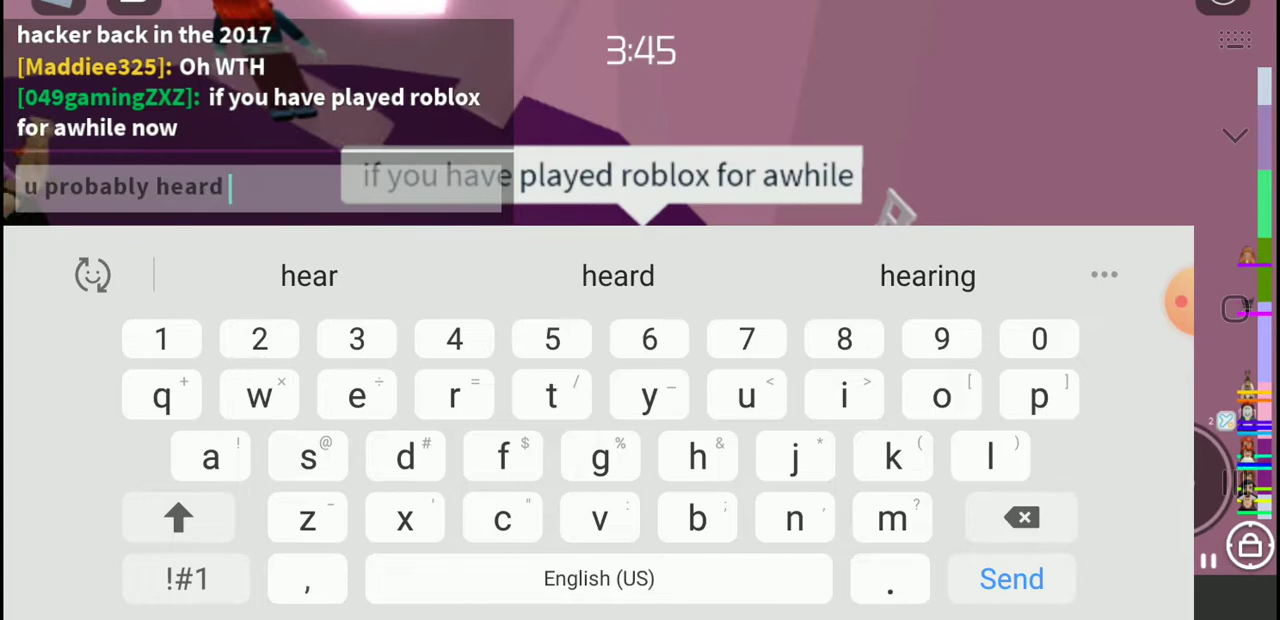 hacker back in the 2017
3:45
[Maddiee325]: Oh WTH
[049gamingZXZ]: if you have played roblox
for awhile now
if you have played roblox for awhile
u probably heard
hear heard hearing
1 2 3 4 5 6 7 8 9 0
q + w × e ÷ r = t / y _ u < i > o [ p ]
a ! s @ d # f $ g % h & j * k ( l )
z - x ' c " v : b ; n , m ?
!#1 , English (US) . Send
2